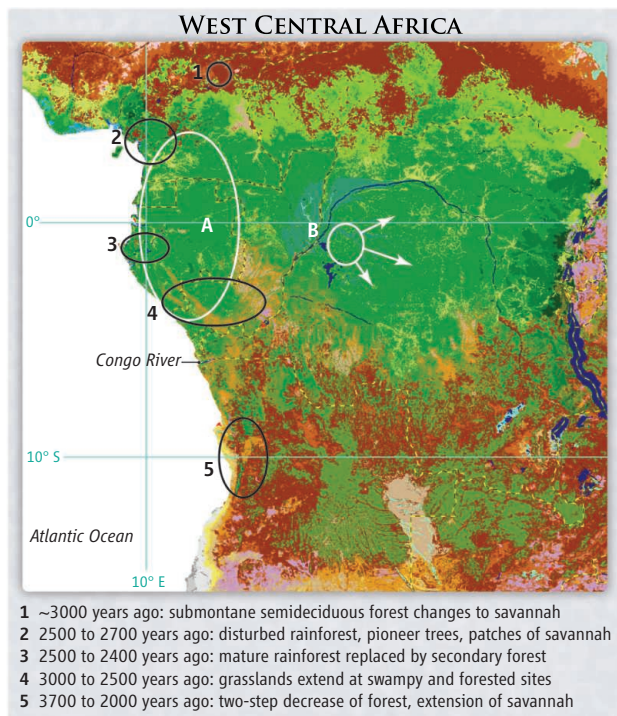 WEST CENTRAL AFRICA
1
2
0°
A
B
3
4
Congo River
10° S
5
Atlantic Ocean
10° E
1 ~3000 years ago: submontane semideciduous forest changes to savannah
2 2500 to 2700 years ago: disturbed rainforest, pioneer trees, patches of savannah
3 2500 to 2400 years ago: mature rainforest replaced by secondary forest
4 3000 to 2500 years ago: grasslands extend at swampy and forested sites
5 3700 to 2000 years ago: two-step decrease of forest, extension of savannah